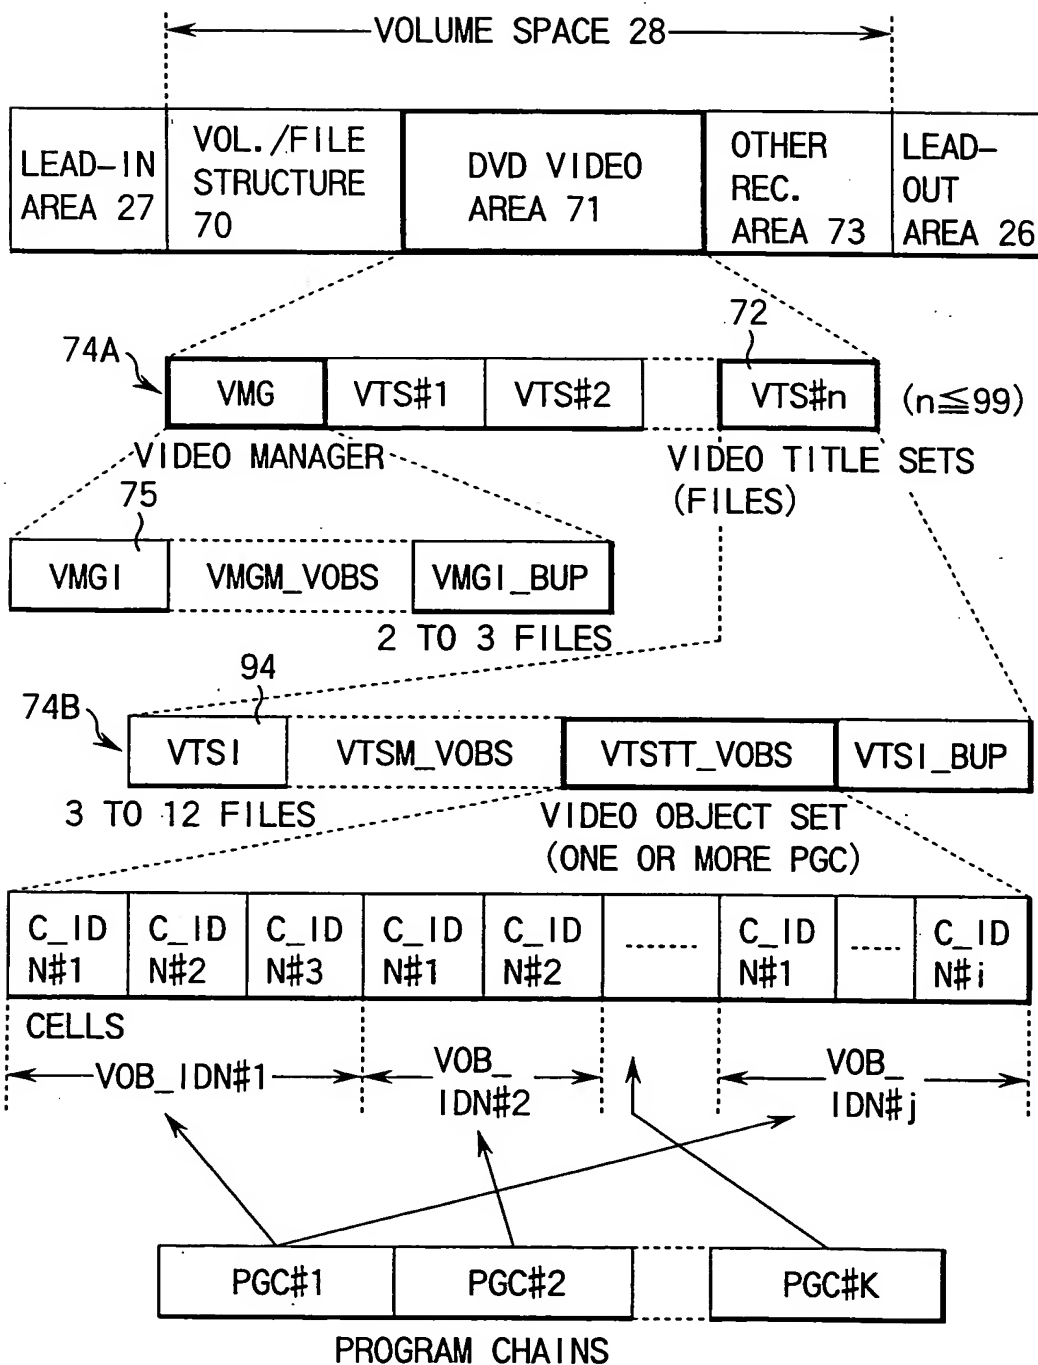 VOLUME SPACE 28
LEAD-IN
AREA 27
VOL./FILE
STRUCTURE
70
DVD VIDEO
AREA 71
OTHER
REC.
AREA 73
LEAD-
OUT
AREA 26
72
74A
VMG
VTS#1
VTS#2
VTS#n
(n≦99)
VIDEO MANAGER
VIDEO TITLE SETS
(FILES)
75
VMGI
VMGM_VOBS
VMGI_BUP
2 TO 3 FILES
94
74B
VTSI
VTSM_VOBS
VTSTT_VOBS
VTSI_BUP
3 TO 12 FILES
VIDEO OBJECT SET
(ONE OR MORE PGC)
C_ID
N#1
C_ID
N#2
C_ID
N#3
C_ID
N#1
C_ID
N#2
C_ID
N#1
C_ID
N#i
CELLS
VOB_IDN#1
VOB_
IDN#2
VOB_
IDN#j
PGC#1
PGC#2
PGC#K
PROGRAM CHAINS